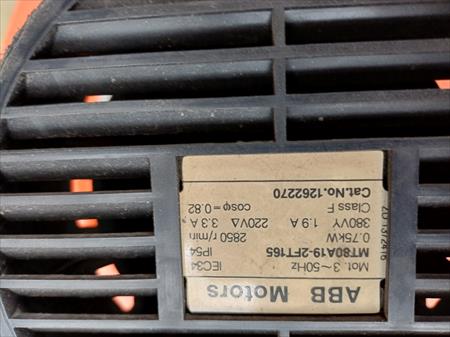 ABB Motors
Mot. 3~50Hz IEC34
MT80A19-2FT165
0.75kW 2850 r/min IP54
380VY 1.9 A 220VΔ 3.3 A
Class F cosφ=0.82
Cat.No.1262270